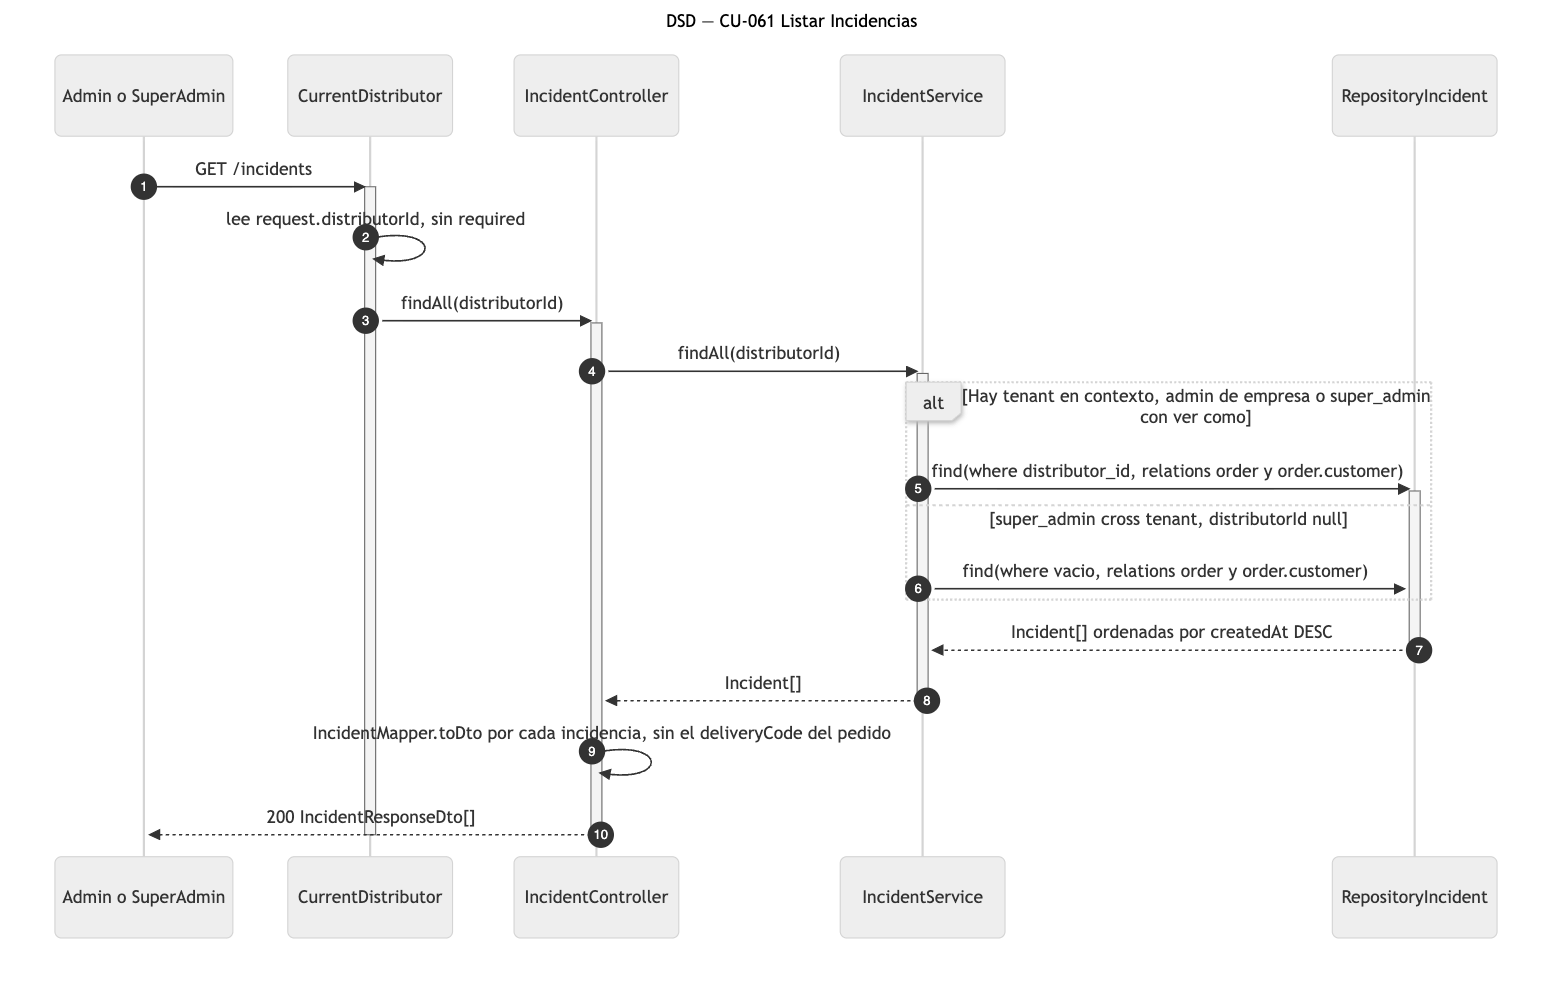 DSD — CU-061 Listar Incidencias
Admin o SuperAdmin
CurrentDistributor
IncidentController
IncidentService
RepositoryIncident
GET /incidents
1
lee request.distributorId, sin required
2
findAll(distributorId)
3
findAll(distributorId)
4
alt
[Hay tenant en contexto, admin de empresa o super_admin
con ver como]
find(where distributor_id, relations order y order.customer)
5
[super_admin cross tenant, distributorId null]
find(where vacio, relations order y order.customer)
6
Incident[] ordenadas por createdAt DESC
7
Incident[]
8
IncidentMapper.toDto por cada incidencia, sin el deliveryCode del pedido
9
200 IncidentResponseDto[]
10
Admin o SuperAdmin
CurrentDistributor
IncidentController
IncidentService
RepositoryIncident